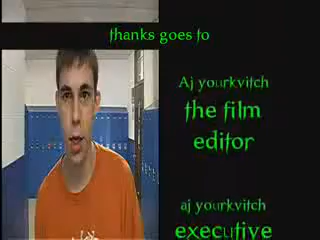 thanks goes to
Aj yourkvitch
the film
editor
aj yourkvitch
executive